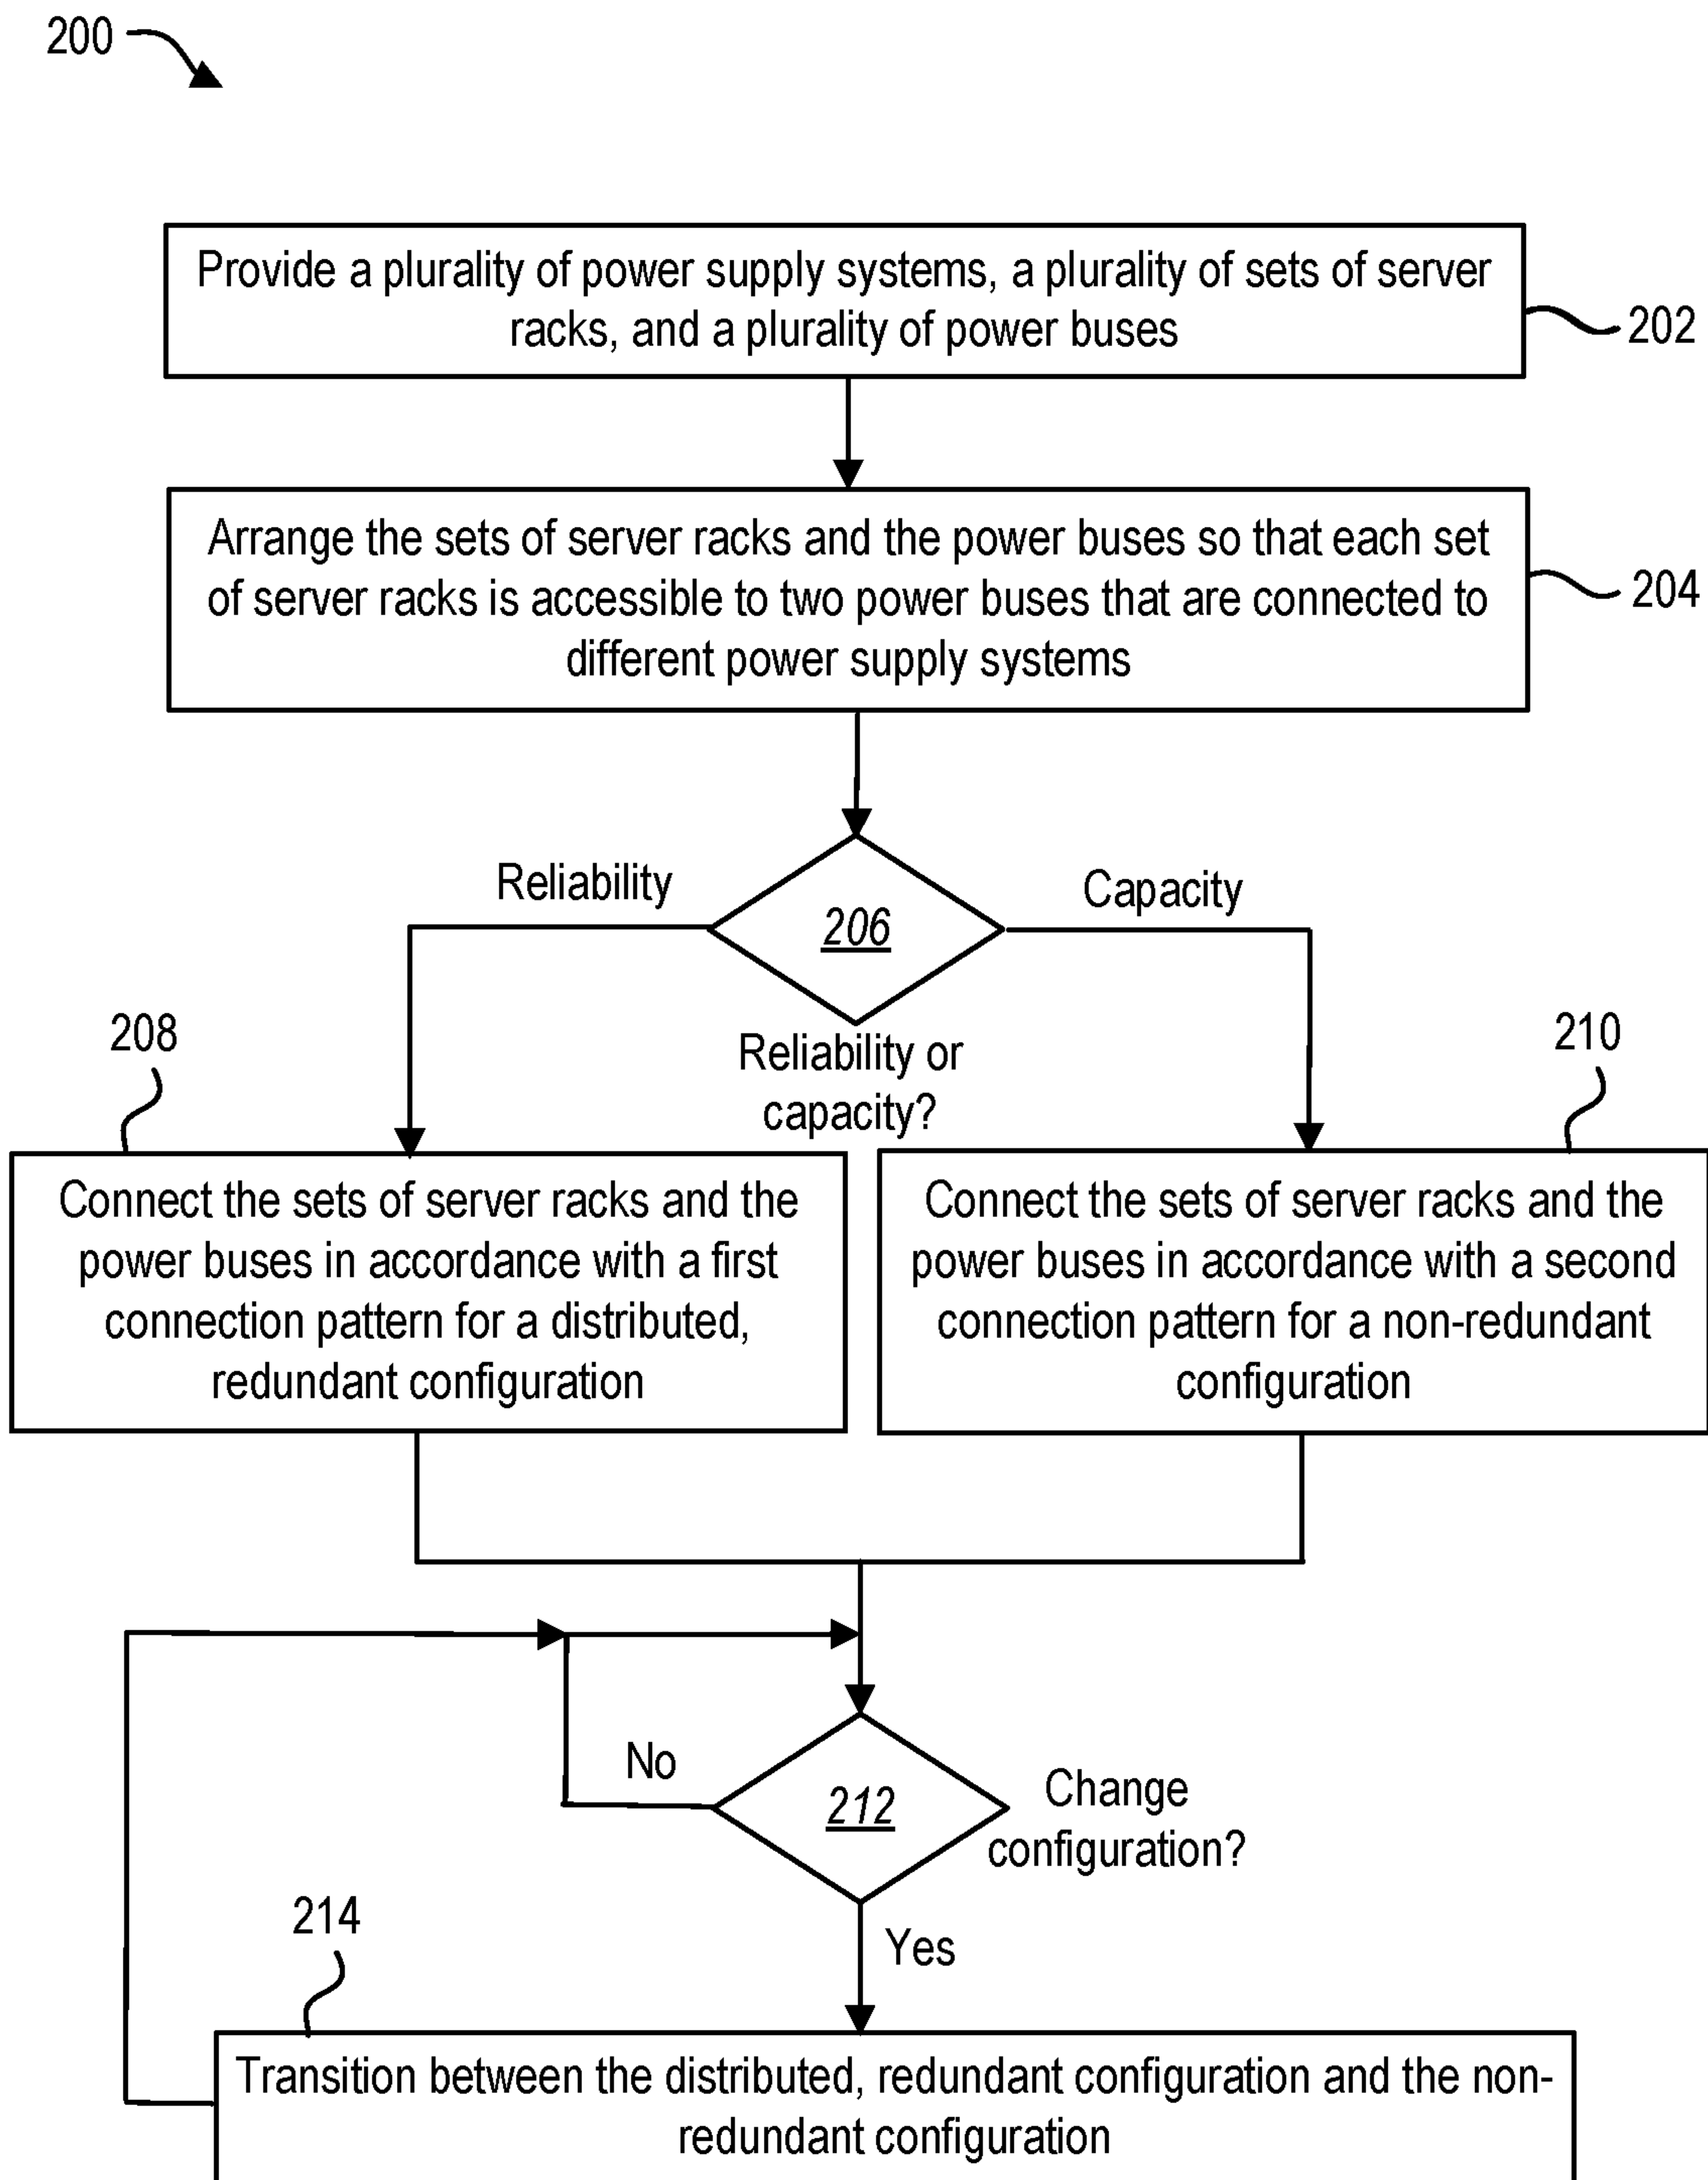 200
Provide a plurality of power supply systems, a plurality of sets of server
racks, and a plurality of power buses
202
Arrange the sets of server racks and the power buses so that each set
of server racks is accessible to two power buses that are connected to
different power supply systems
204
Reliability
206
Capacity
Reliability or
capacity?
208
210
Connect the sets of server racks and the
power buses in accordance with a first
connection pattern for a distributed,
redundant configuration
Connect the sets of server racks and the
power buses in accordance with a second
connection pattern for a non-redundant
configuration
No
212
Change
configuration?
Yes
214
Transition between the distributed, redundant configuration and the non-
redundant configuration